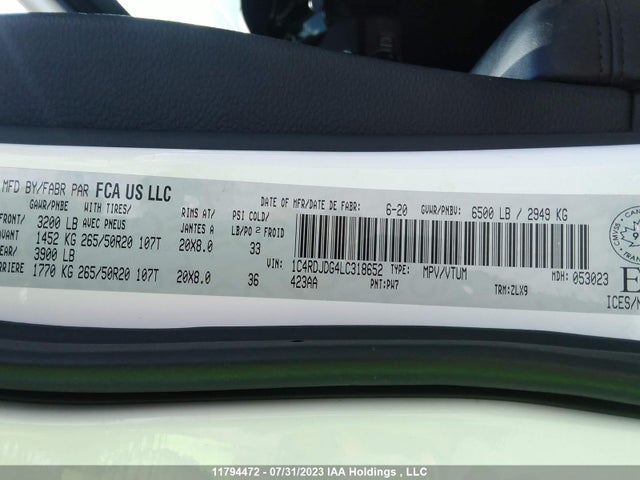 MFD BY/FABR PAR FCA US LLC
DATE OF MFR/DATE DE FABR: 6-20 GVWR/PNBV: 6500 LB / 2949 KG
GAWR/PNBE WITH TIRES/ RIMS AT/ PSI COLD/
FRONT/ 3200 LB AVEC PNEUS JANTES A LB/PO 2 FROID
AVANT 1452 KG 265/50R20 107T 20X8.0 33
REAR/ 3900 LB
1770 KG 265/50R20 107T 20X8.0 36
VIN: 1C4RDJDG4LC318652 TYPE: MPV/VTUM MDH: 053023
423AA PNT:PW7 TRM:ZLX9
ICES/
11794472 - 07/31/2023 IAA Holdings , LLC